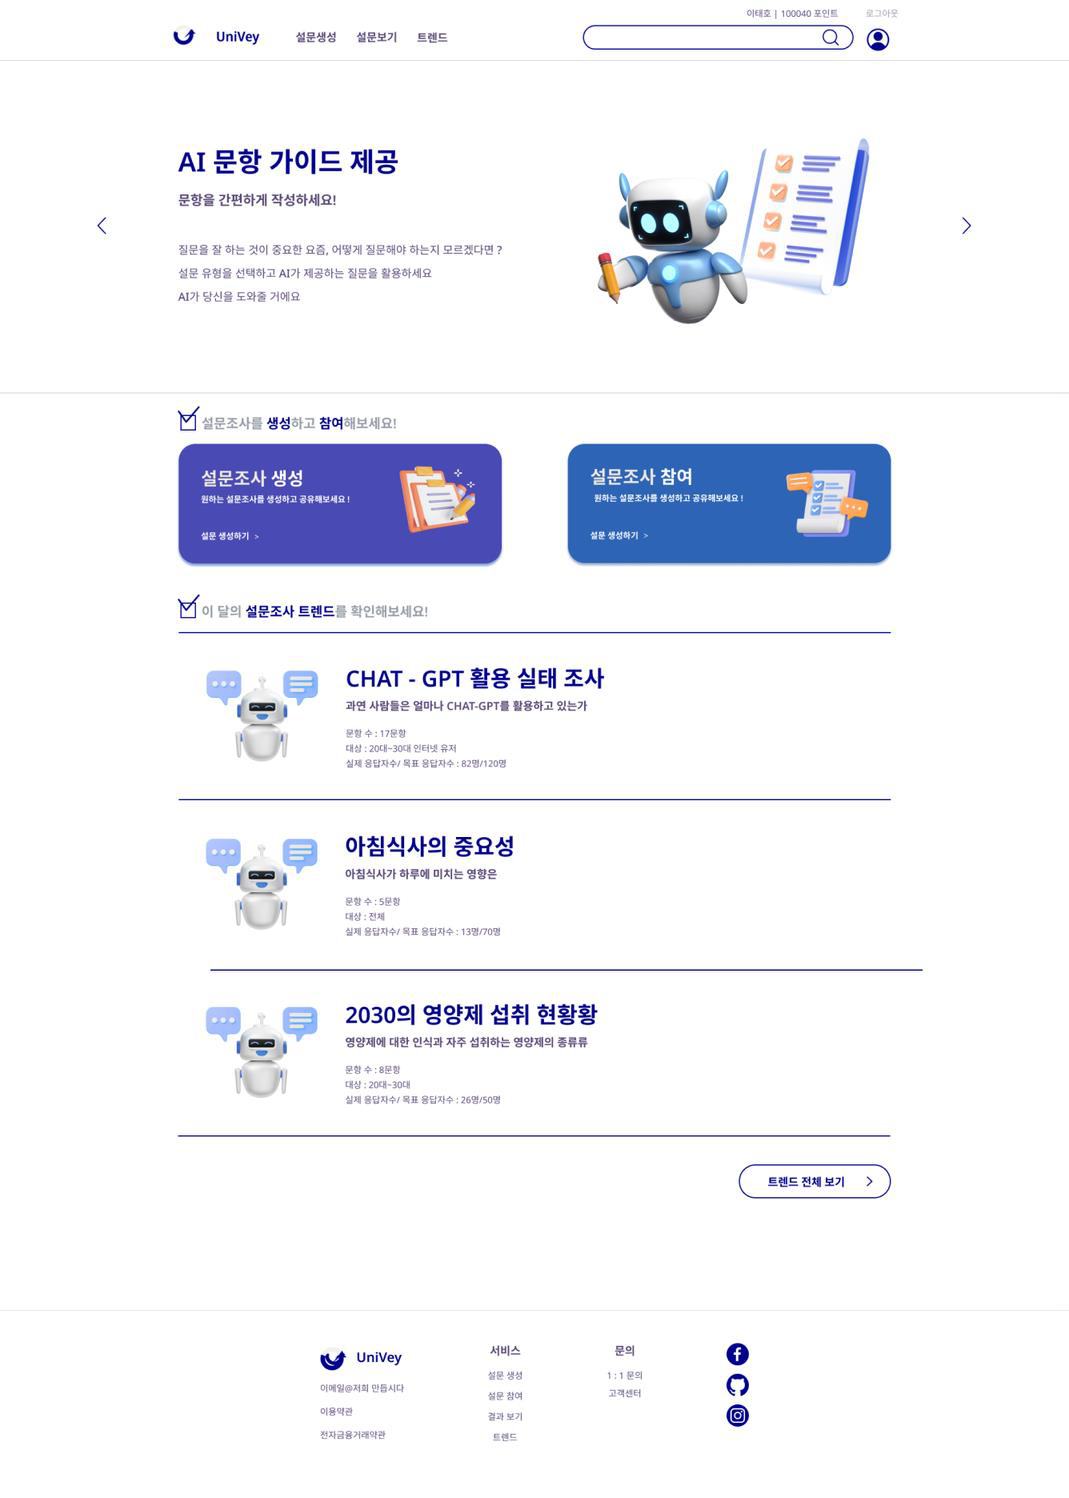 이태호 | 100040 포인트
로그아웃
UniVey
설문생성
설문보기
트렌드
AI 문항 가이드 제공
문항을 간편하게 작성하세요!
질문을 잘 하는 것이 중요한 요즘, 어떻게 질문해야 하는지 모르겠다면 ?
설문 유형을 선택하고 AI가 제공하는 질문을 활용하세요
AI가 당신을 도와줄 거에요
설문조사를 생성하고 참여해보세요!
설문조사 생성
원하는 설문조사를 생성하고 공유해보세요 !
설문 생성하기 >
설문조사 참여
원하는 설문조사를 생성하고 공유해보세요 !
설문 생성하기 >
이 달의 설문조사 트렌드를 확인해보세요!
CHAT - GPT 활용 실태 조사
과연 사람들은 얼마나 CHAT-GPT를 활용하고 있는가
문항 수 : 17문항
대상 : 20대~30대 인터넷 유저
실제 응답자수/ 목표 응답자수 : 82명/120명
아침식사의 중요성
아침식사가 하루에 미치는 영향은
문항 수 : 5문항
대상 : 전체
실제 응답자수/ 목표 응답자수 : 13명/70명
2030의 영양제 섭취 현황황
영양제에 대한 인식과 자주 섭취하는 영양제의 종류류
문항 수 : 8문항
대상 : 20대~30대
실제 응답자수/ 목표 응답자수 : 26명/50명
트렌드 전체 보기
UniVey
이메일@저희 만듭시다
이용약관
전자금융거래약관
서비스
설문 생성
설문 참여
결과 보기
트렌드
문의
1 : 1 문의
고객센터